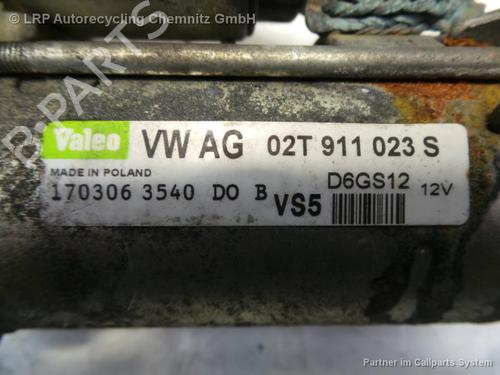 © LRP Autorecycling Chemnitz GmbH
B-PARTS
Valeo VW AG 02T 911 023 S
MADE IN POLAND
170306 3540 DO B VS5 D6GS12 12V
Partner im Callparts System